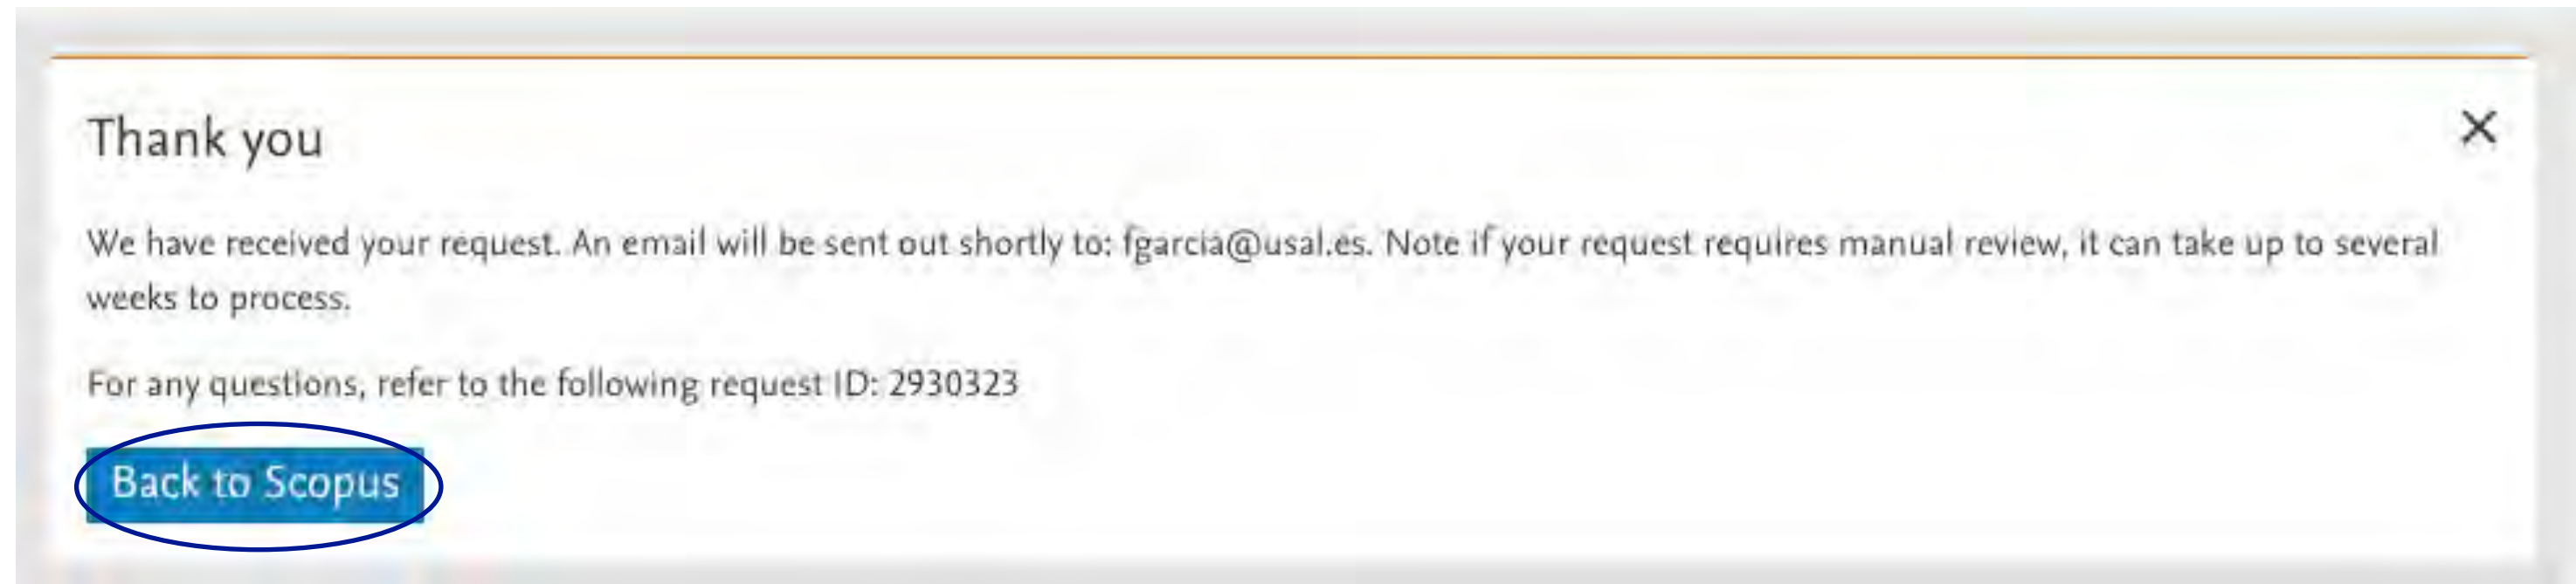 Thank you
We have received your request. An email will be sent out shortly to: fgarcia@usal.es. Note if your request requires manual review, it can take up to several
weeks to process.
For any questions, refer to the following request ID: 2930323
Back to Scopus